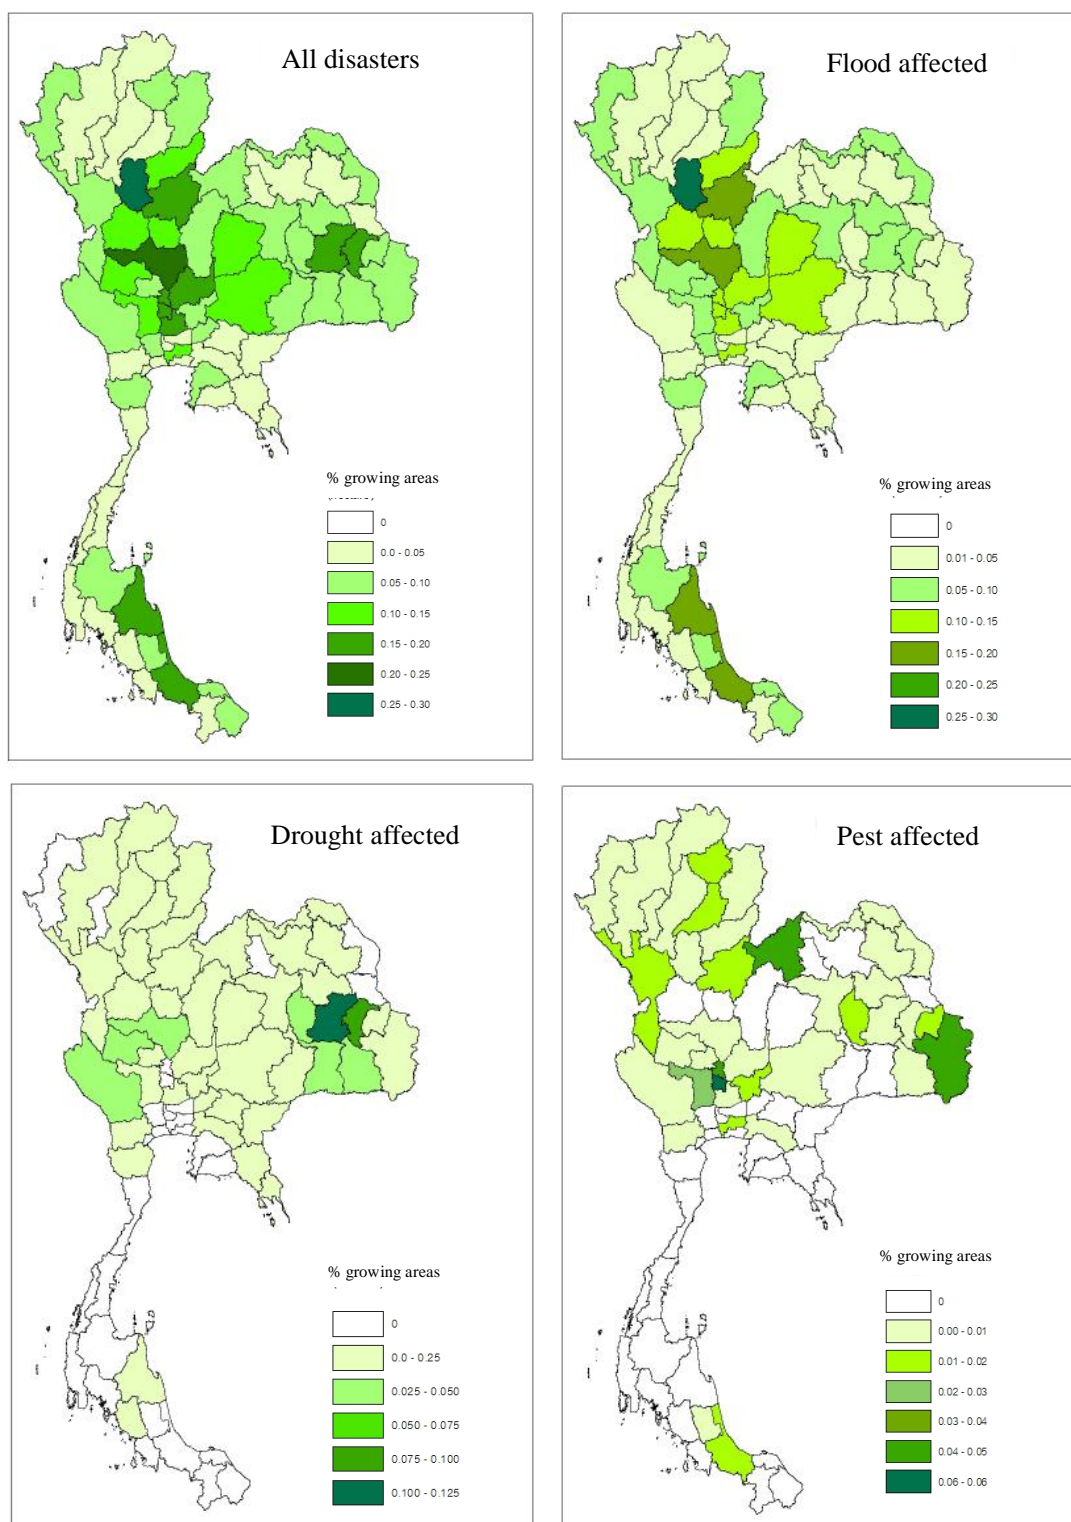 All disasters
% growing areas
0
0.0 - 0.05
0.05 - 0.10
0.10 - 0.15
0.15 - 0.20
0.20 - 0.25
0.25 - 0.30
Flood affected
% growing areas
0
0.01 - 0.05
0.05 - 0.10
0.10 - 0.15
0.15 - 0.20
0.20 - 0.25
0.25 - 0.30
Drought affected
% growing areas
0
0.0 - 0.25
0.025 - 0.050
0.050 - 0.075
0.075 - 0.100
0.100 - 0.125
Pest affected
% growing areas
0
0.00 - 0.01
0.01 - 0.02
0.02 - 0.03
0.03 - 0.04
0.04 - 0.05
0.06 - 0.06